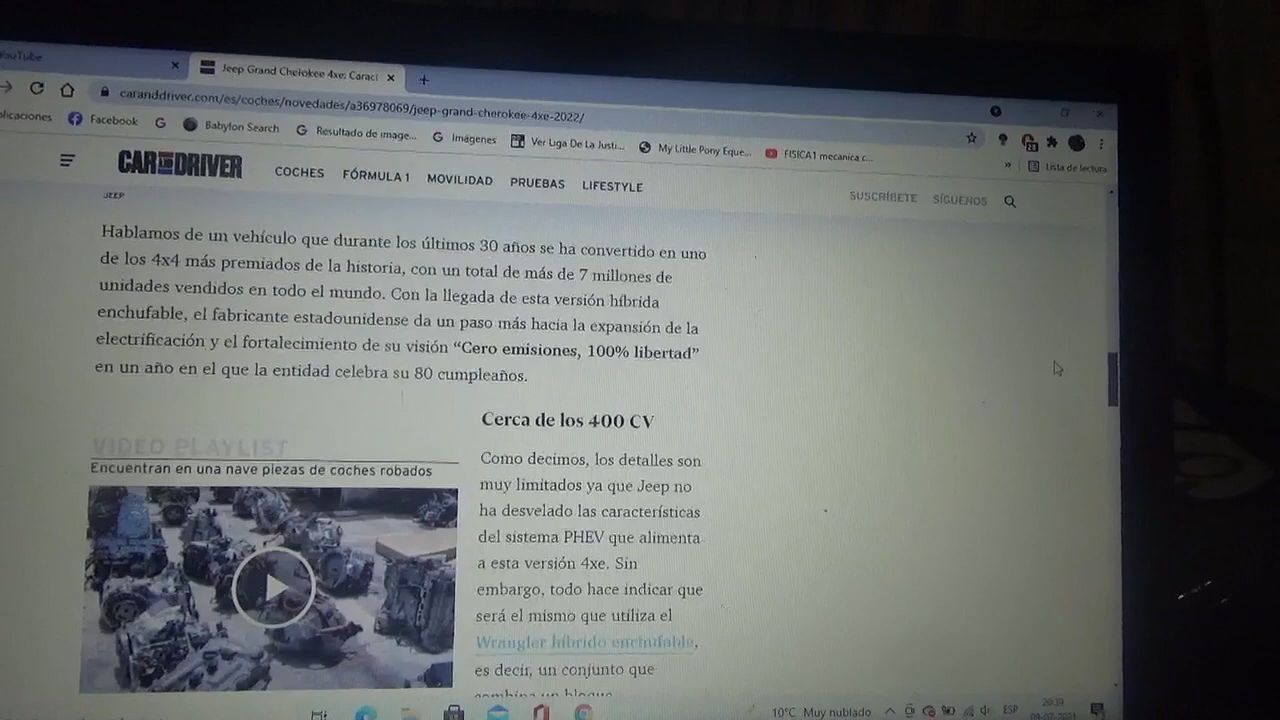 YouTube
Jeep Grand Cherokee 4xe: Caract
caranddriver.com/es/coches/novedades/a36978069/jeep-grand-cherokee-4xe-2022/
plicaciones Facebook Babylon Search Resultado de image... Imágenes Ver Liga De La Justi... My Little Pony Eque... FISICA1 mecanica c... » Lista de lectura
CAR AND DRIVER COCHES FÓRMULA 1 MOVILIDAD PRUEBAS LIFESTYLE SUSCRÍBETE SÍGUENOS
JEEP
Hablamos de un vehículo que durante los últimos 30 años se ha convertido en uno
de los 4x4 más premiados de la historia, con un total de más de 7 millones de
unidades vendidos en todo el mundo. Con la llegada de esta versión híbrida
enchufable, el fabricante estadounidense da un paso más hacia la expansión de la
electrificación y el fortalecimiento de su visión “Cero emisiones, 100% libertad”
en un año en el que la entidad celebra su 80 cumpleaños.
VIDEO PLAYLIST
Encuentran en una nave piezas de coches robados
Cerca de los 400 CV
Como decimos, los detalles son
muy limitados ya que Jeep no
ha desvelado las características
del sistema PHEV que alimenta
a esta versión 4xe. Sin
embargo, todo hace indicar que
será el mismo que utiliza el
Wrangler híbrido enchufable,
es decir, un conjunto que
combina un bloque
10°C Muy nublado ESP 20:39